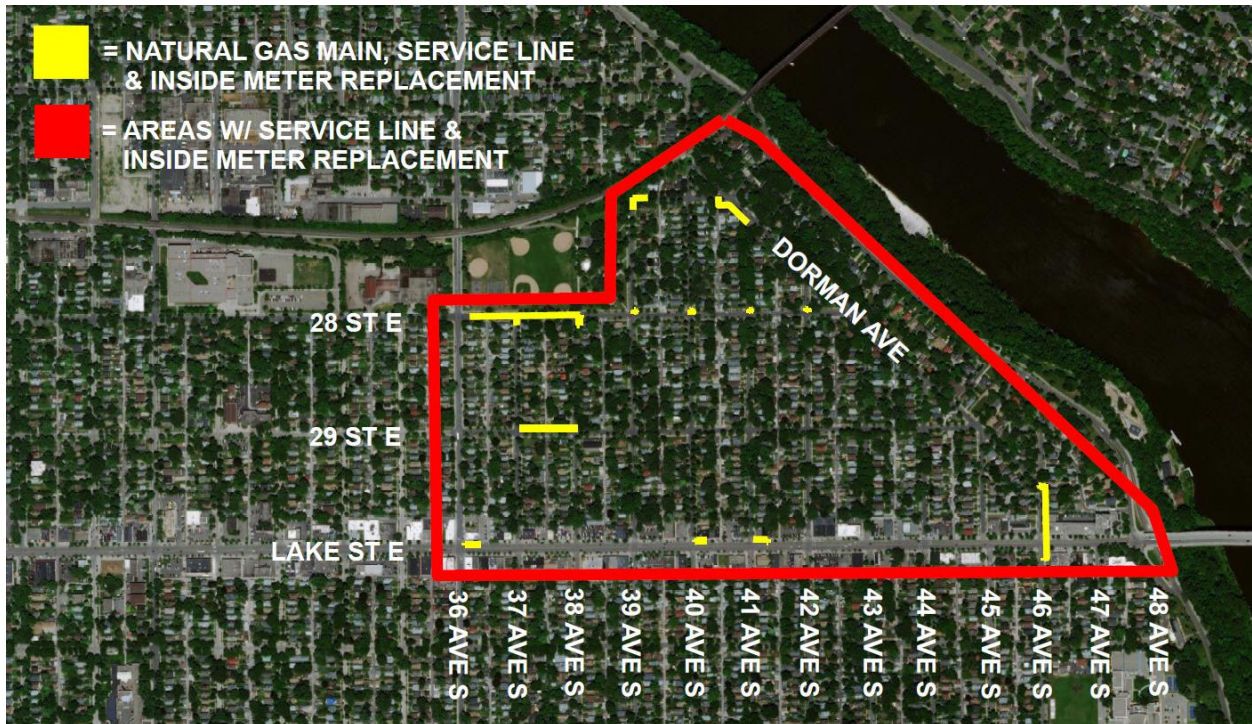 = NATURAL GAS MAIN, SERVICE LINE
& INSIDE METER REPLACEMENT
= AREAS W/ SERVICE LINE &
INSIDE METER REPLACEMENT
DORMAN AVE
28 ST E
29 ST E
LAKE ST E
36 AVE S
37 AVE S
38 AVE S
39 AVE S
40 AVE S
41 AVE S
42 AVE S
43 AVE S
44 AVE S
45 AVE S
46 AVE S
47 AVE S
48 AVE S